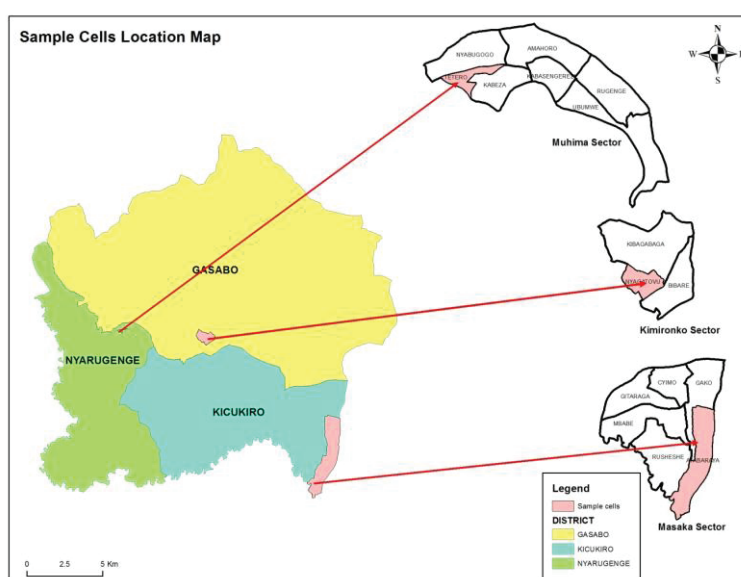 Sample Cells Location Map
N
W
S
NYABUGOGO
AMAHORO
TETERO
KABEZA
RUGENGE
UBUMWE
Muhima Sector
KIBAGABAGA
BIBARE
Kimironko Sector
GASABO
NYARUGENGE
KICUKIRO
CYIMO
GAKO
GITARAGA
MBABE
RUSHESHE
Masaka Sector
Legend
Sample cells
DISTRICT
GASABO
KICUKIRO
NYARUGENGE
0 2.5 5 Km